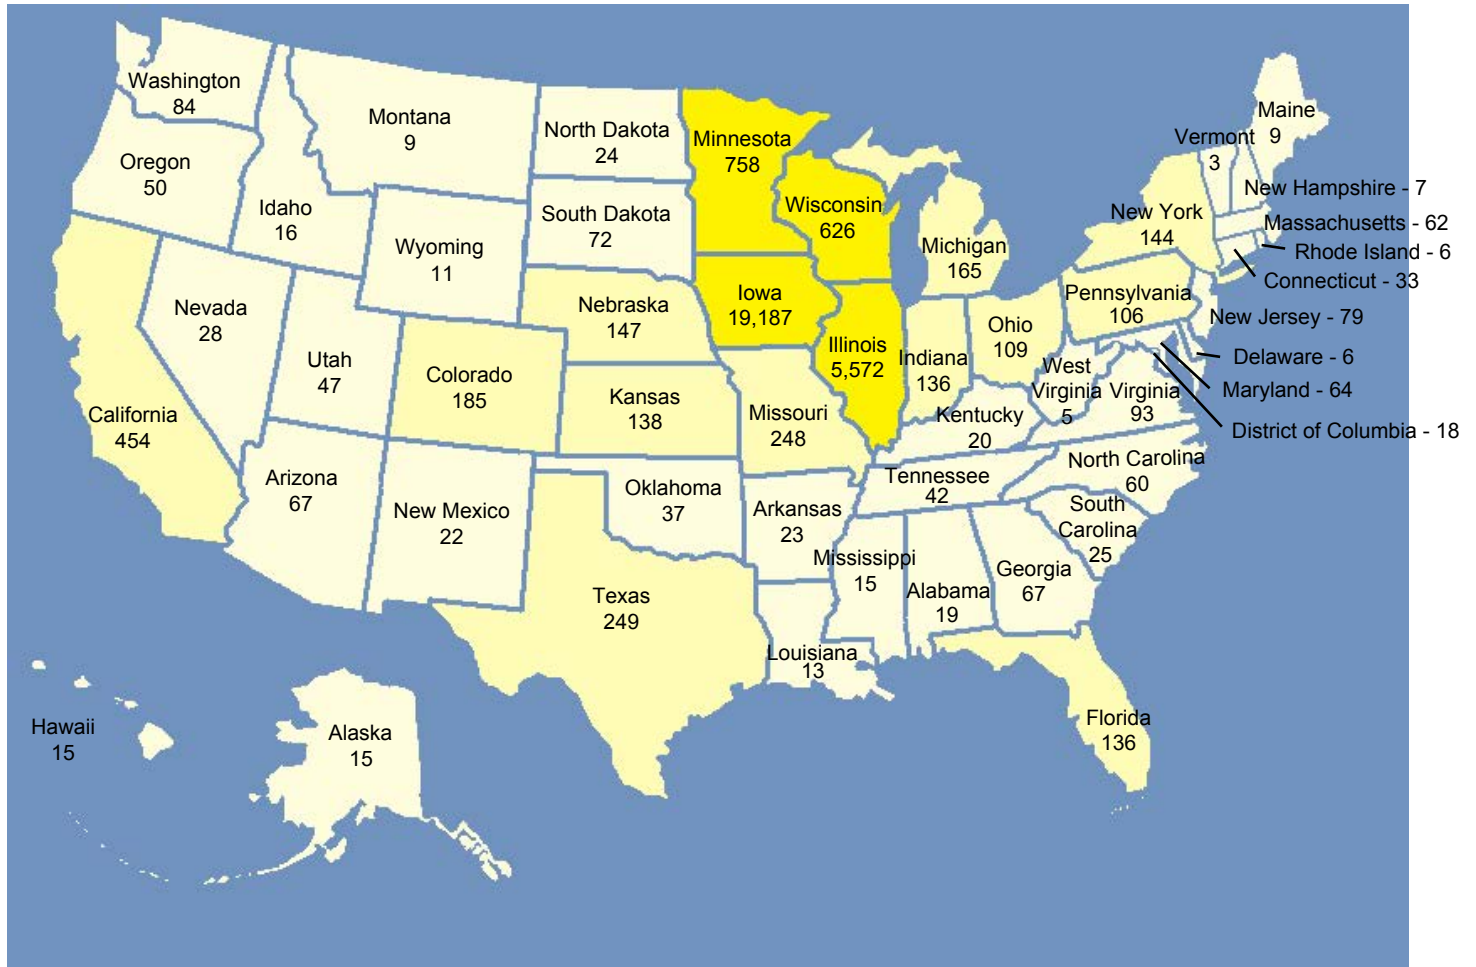 Washington
84
Oregon
50
Idaho
16
Montana
9
Wyoming
11
North Dakota
24
South Dakota
72
Minnesota
758
Wisconsin
626
Michigan
165
Iowa
19,187
Illinois
5,572
Indiana
136
Ohio
109
Nebraska
147
Kansas
138
Missouri
248
Nevada
28
Utah
47
Colorado
185
California
454
Arizona
67
New Mexico
22
Oklahoma
37
Arkansas
23
Texas
249
Louisiana
13
Mississippi
15
Alabama
19
Georgia
67
Florida
136
South
Carolina
25
North Carolina
60
Tennessee
42
Kentucky
20
West
Virginia
5
Virginia
93
Pennsylvania
106
New York
144
Vermont
3
Maine
9
New Hampshire - 7
Massachusetts - 62
Rhode Island - 6
Connecticut - 33
New Jersey - 79
Delaware - 6
Maryland - 64
District of Columbia - 18
Hawaii
15
Alaska
15